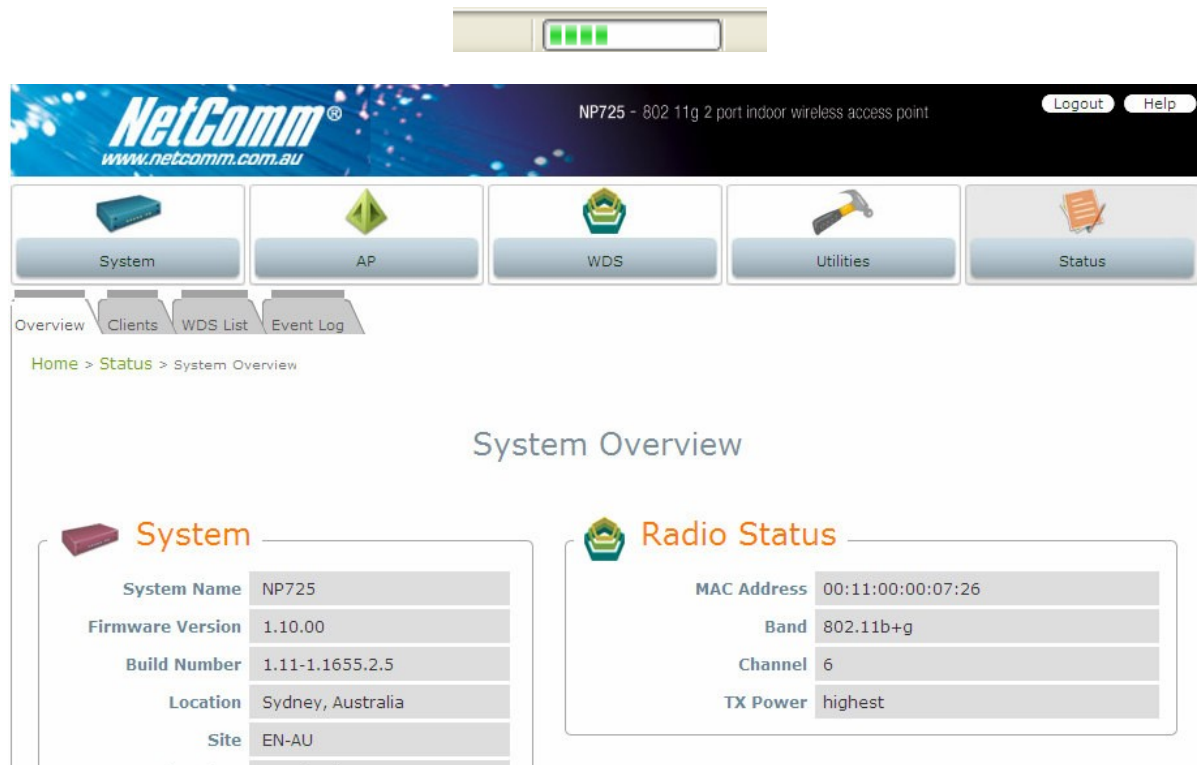 NetComm®
www.netcomm.com.au
NP725 - 802 11g 2 port indoor wireless access point
Logout Help
System AP WDS Utilities Status
Overview Clients WDS List Event Log
Home > Status > System Overview
System Overview
System
System Name NP725
Firmware Version 1.10.00
Build Number 1.11-1.1655.2.5
Location Sydney, Australia
Site EN-AU
Radio Status
MAC Address 00:11:00:00:07:26
Band 802.11b+g
Channel 6
TX Power highest